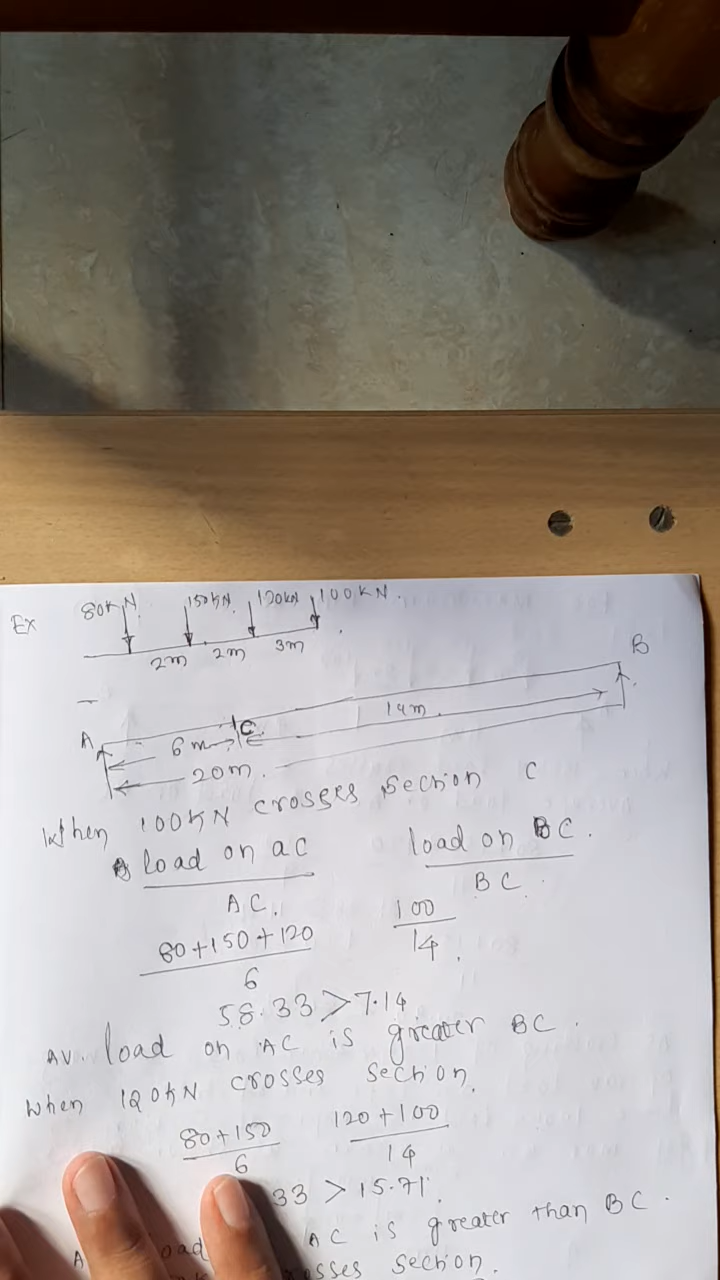 Ex 80KN 150KN 120KN 100KN.
2m 2m 3m
B
A 6m C 14m.
20m.
When 100KN crosses section C
load on aC load on BC.
AC. BC.
80+150+120 100
6 14.
58.33 > 7.14
AV. load on AC is greater BC.
When 120KN crosses section.
80+150 120+100
6 14
33 > 15.71.
A oad AC is greater than BC.
osses section.